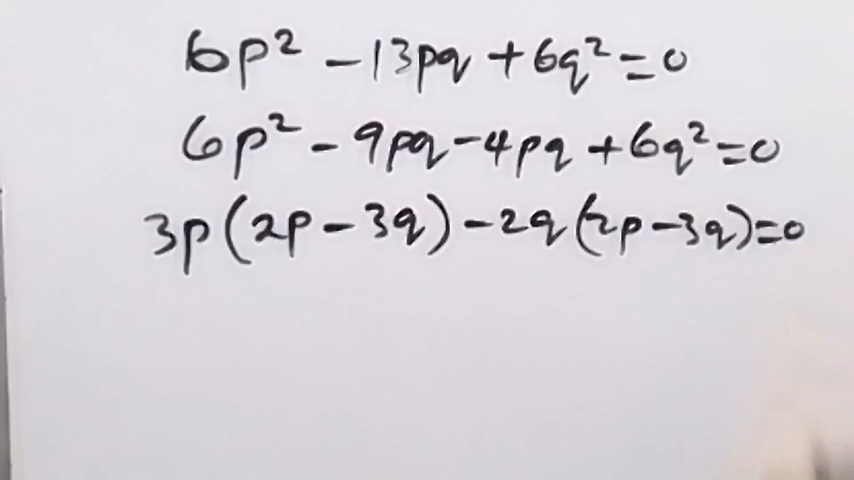 6p² - 13pq + 6q² = 0
6p² - 9pq - 4pq + 6q² = 0
3p(2p - 3q) - 2q(2p - 3q) = 0